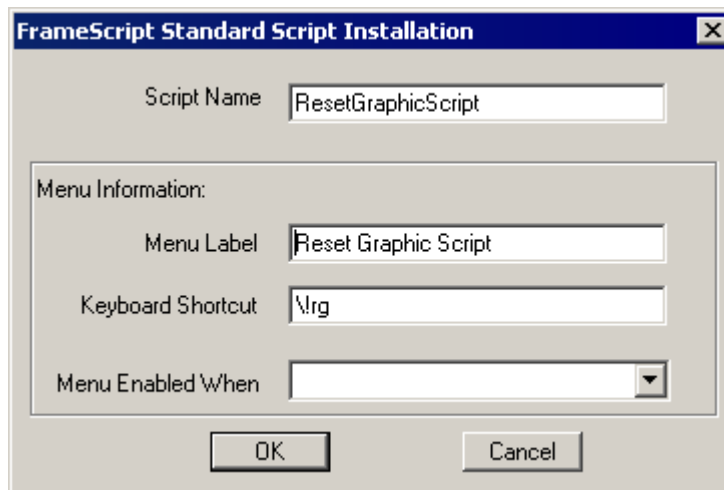 FrameScript Standard Script Installation
Script Name ResetGraphicScript
Menu Information:
Menu Label Reset Graphic Script
Keyboard Shortcut \!rg
Menu Enabled When
OK Cancel